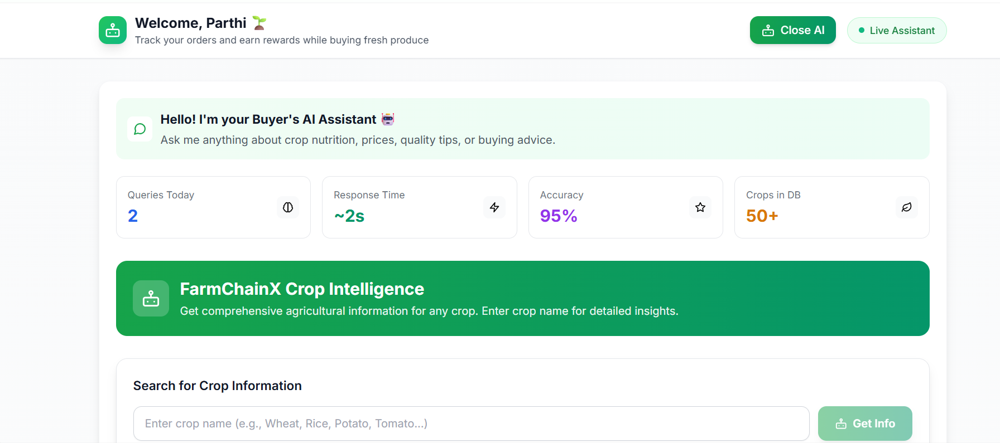 Welcome, Parthi 🌱
Track your orders and earn rewards while buying fresh produce
Close AI
Live Assistant
Hello! I'm your Buyer's AI Assistant 🤖
Ask me anything about crop nutrition, prices, quality tips, or buying advice.
Queries Today
2
Response Time
~2s
Accuracy
95%
Crops in DB
50+
FarmChainX Crop Intelligence
Get comprehensive agricultural information for any crop. Enter crop name for detailed insights.
Search for Crop Information
Enter crop name (e.g., Wheat, Rice, Potato, Tomato...)
Get Info